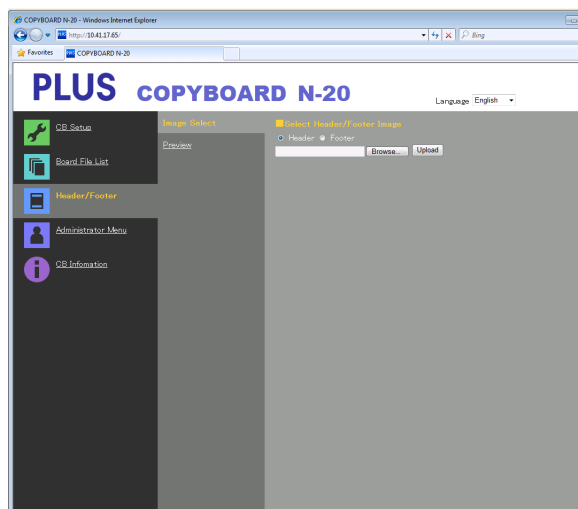 COPYBOARD N-20 - Windows Internet Explorer
http://10.41.17.65/
Bing
Favorites
COPYBOARD N-20
PLUS COPYBOARD N-20
Language English
CB Setup
Board File List
Header/Footer
Administrator Menu
CB Infomation
Image Select
Preview
Select Header/Footer Image
Header Footer
Browse... Upload